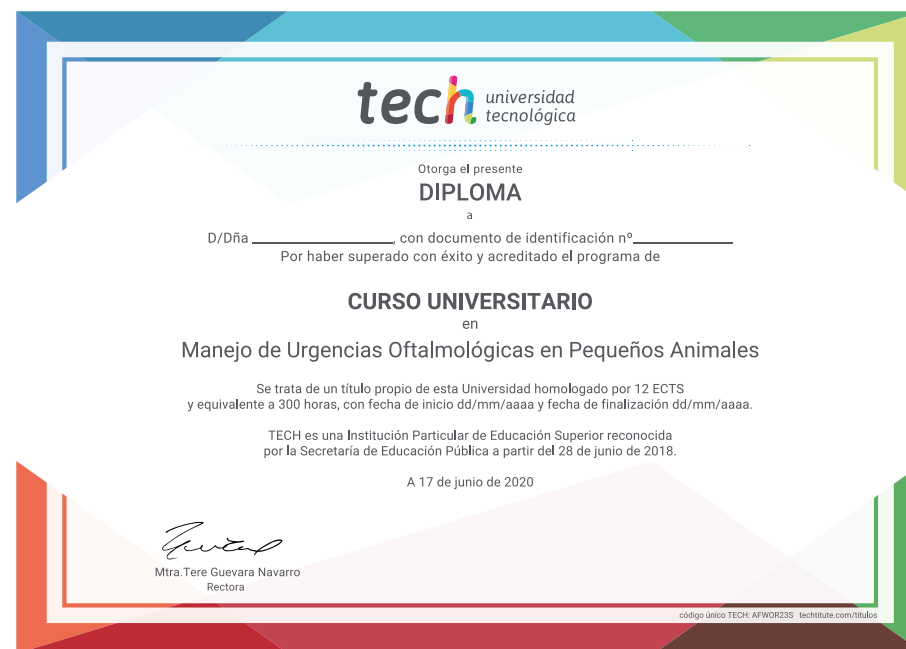 tech universidad
tecnológica
Otorga el presente
DIPLOMA
a
D/Dña ____________________, con documento de identificación nº______________
Por haber superado con éxito y acreditado el programa de
CURSO UNIVERSITARIO
en
Manejo de Urgencias Oftalmológicas en Pequeños Animales
Se trata de un título propio de esta Universidad homologado por 12 ECTS
y equivalente a 300 horas, con fecha de inicio dd/mm/aaaa y fecha de finalización dd/mm/aaaa.
TECH es una Institución Particular de Educación Superior reconocida
por la Secretaría de Educación Pública a partir del 28 de junio de 2018.
A 17 de junio de 2020
Mtra.Tere Guevara Navarro
Rectora
código único TECH: AFWOR23S techtitute.com/titulos